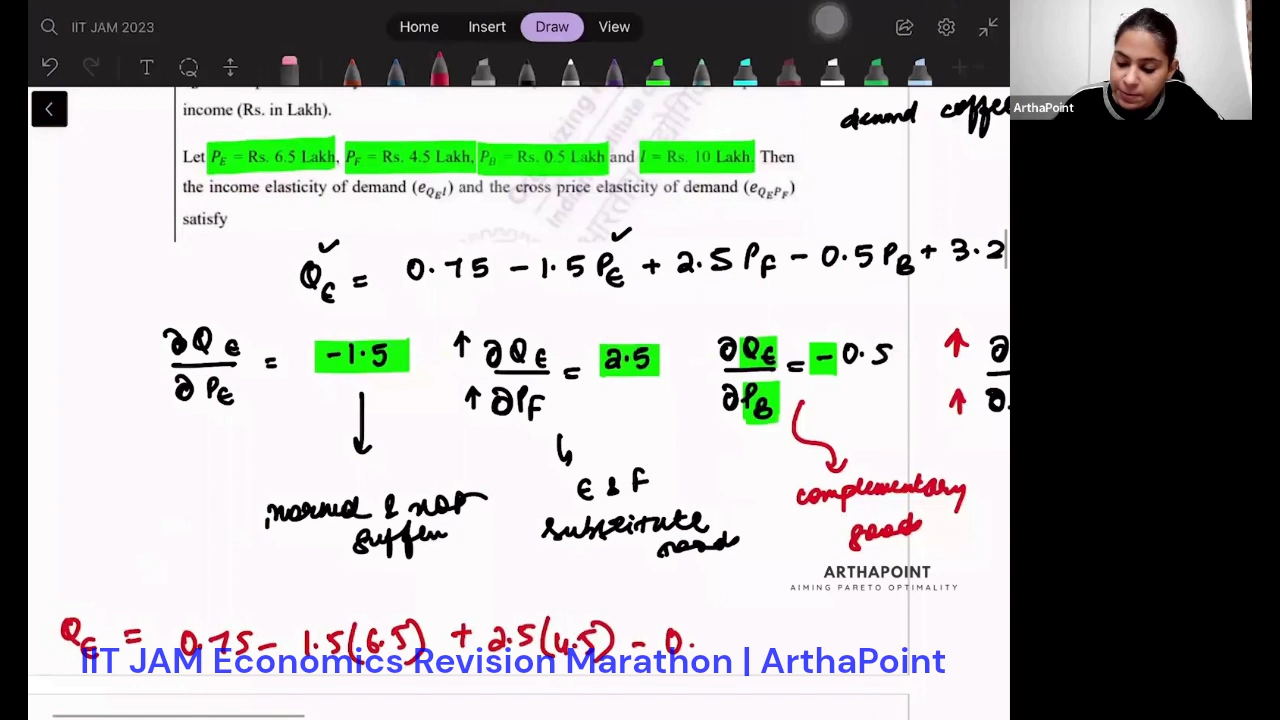 IIT JAM 2023
Home Insert Draw View
ArthaPoint
income (Rs. in Lakh).
demand coffee
Let P_E = Rs. 6.5 Lakh, P_F = Rs. 4.5 Lakh, P_B = Rs. 0.5 Lakh and I = Rs. 10 Lakh. Then
the income elasticity of demand (e_{Q_E I}) and the cross price elasticity of demand (e_{Q_E P_F})
satisfy
Q_E = 0.75 - 1.5 P_E + 2.5 P_F - 0.5 P_B + 3.2
∂Q_E / ∂P_E = -1.5 ↑ ∂Q_E / ↑ ∂P_F = 2.5 ∂Q_E / ∂P_B = -0.5 ↑ ∂ / ↑ ∂
normal & not
giffen
E & F
substitute
goods
complementary
goods
ARTHAPOINT
AIMING PARETO OPTIMALITY
Q_E = 0.75 - 1.5(6.5) + 2.5(4.5) - 0.
IIT JAM Economics Revision Marathon | ArthaPoint